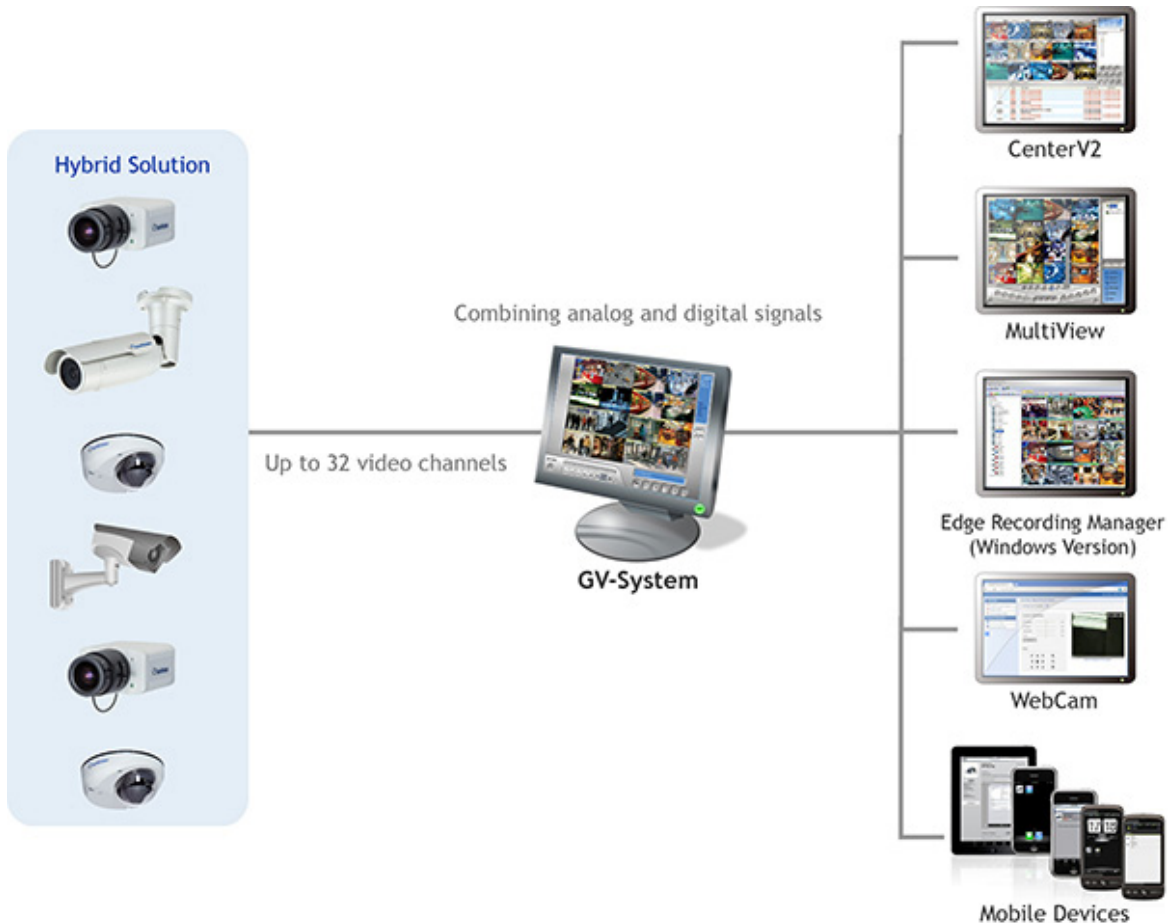 Hybrid Solution
Combining analog and digital signals
Up to 32 video channels
GV-System
CenterV2
MultiView
Edge Recording Manager
(Windows Version)
WebCam
Mobile Devices